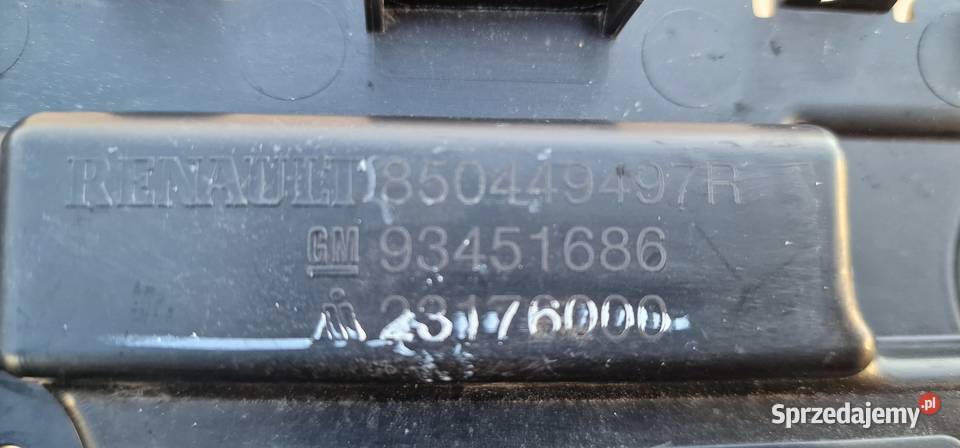 RENAULT 850449497R
GM 93451686
23176000
Sprzedajemy.pl